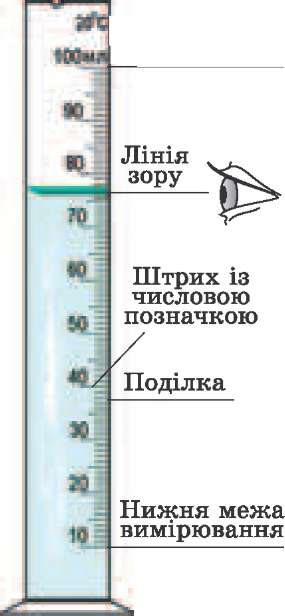 20°C
100мл
90
80
Лінія
зору
70
60
Штрих із
числовою
позначкою
50
40
Поділка
30
20
Нижня межа
вимірювання
10